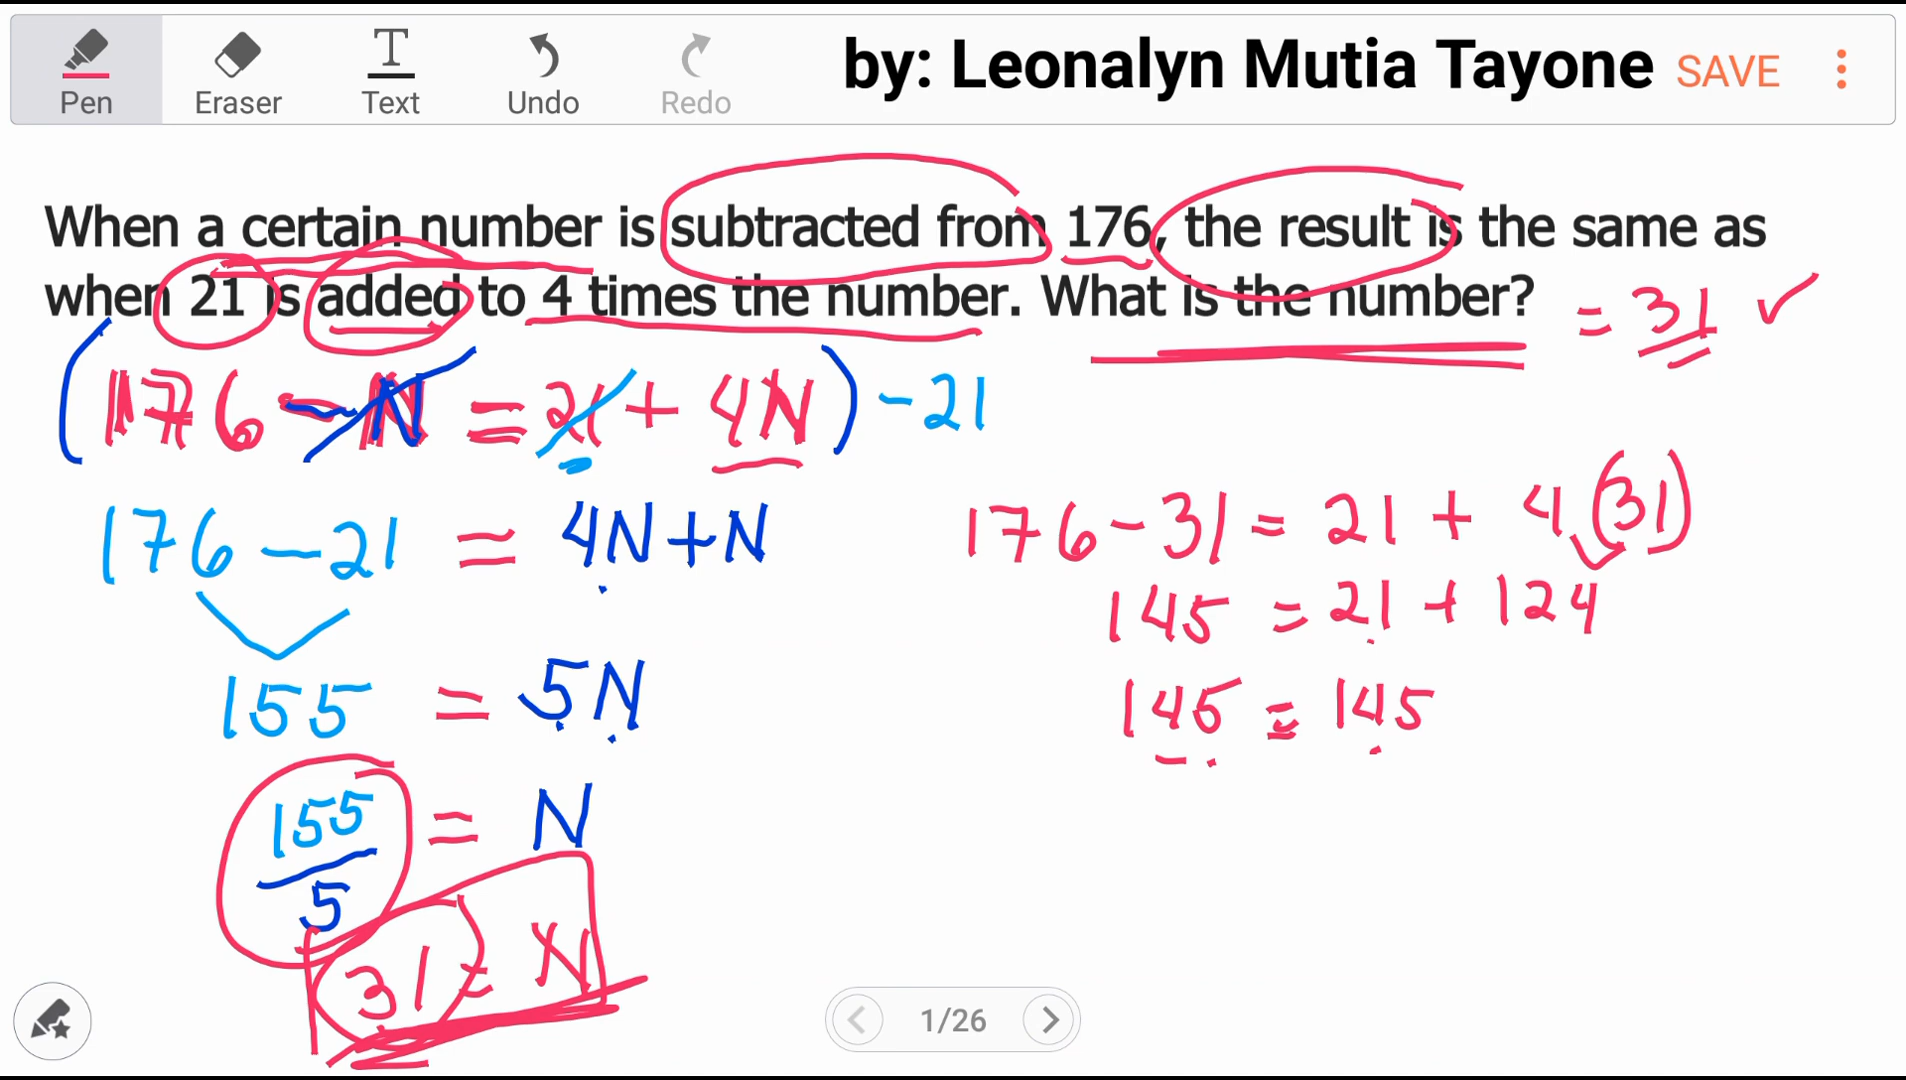 Pen Eraser Text Undo Redo by: Leonalyn Mutia Tayone SAVE
When a certain number is subtracted from 176, the result is the same as
when 21 is added to 4 times the number. What is the number?
= 31 ✓
(176 - N = 21 + 4N) - 21
176 - 21 = 4N + N
155 = 5N
155/5 = N
31 = N
176 - 31 = 21 + 4(31)
145 = 21 + 124
145 = 145
1/26